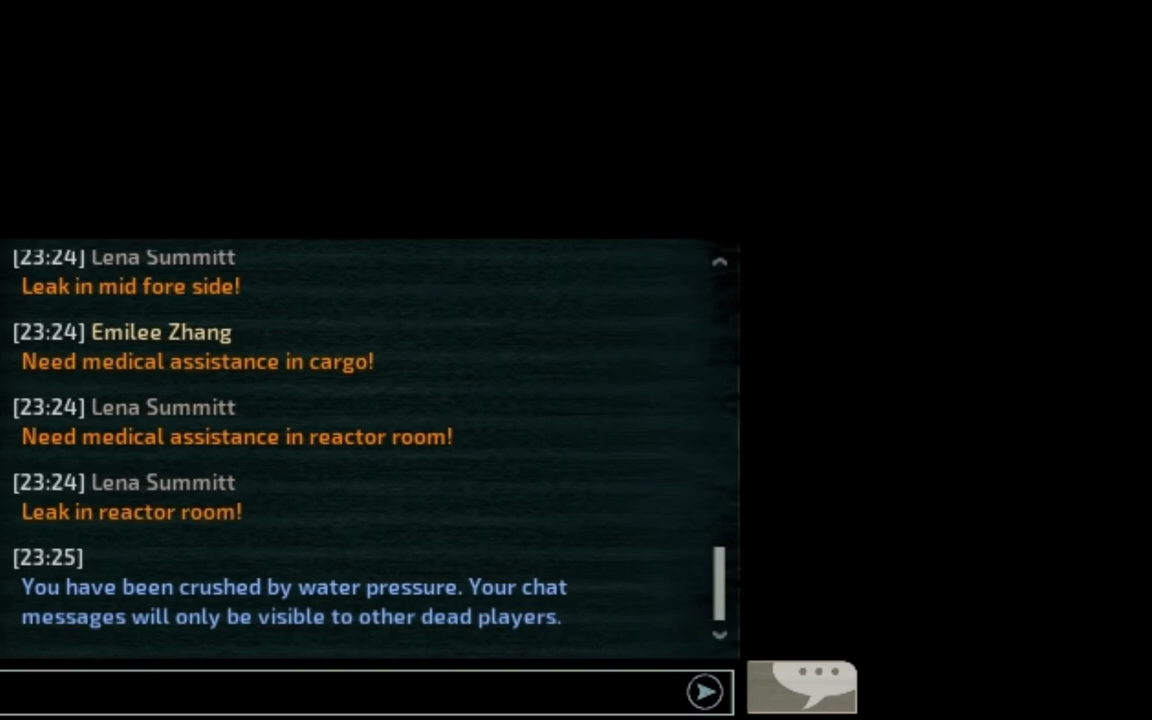 [23:24] Lena Summitt
Leak in mid fore side!
[23:24] Emilee Zhang
Need medical assistance in cargo!
[23:24] Lena Summitt
Need medical assistance in reactor room!
[23:24] Lena Summitt
Leak in reactor room!
[23:25]
You have been crushed by water pressure. Your chat
messages will only be visible to other dead players.